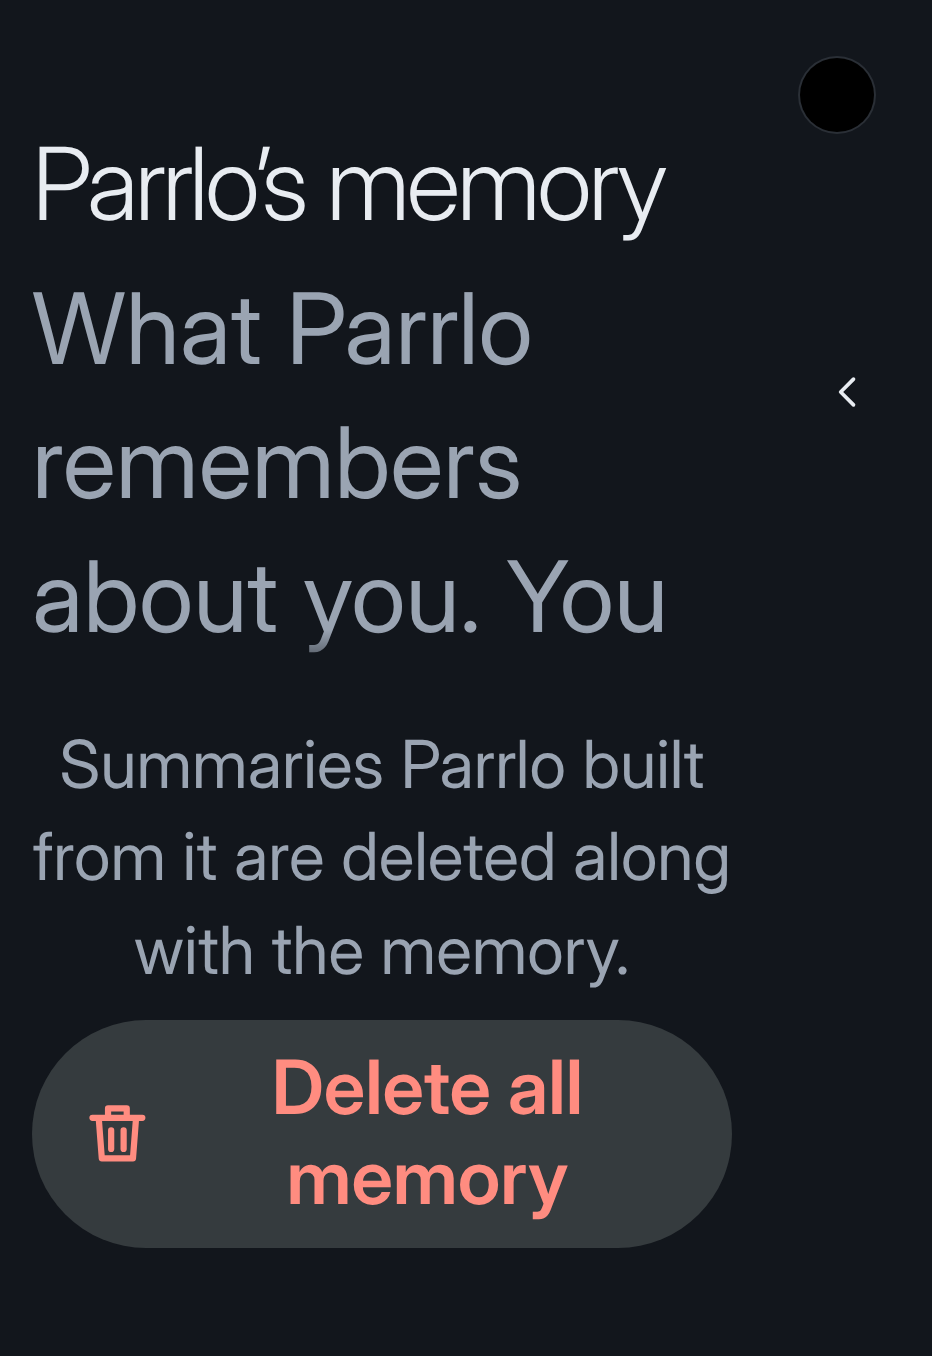 Parrlo’s memory
What Parrlo
remembers
about you. You
Summaries Parrlo built
from it are deleted along
with the memory.
Delete all
memory